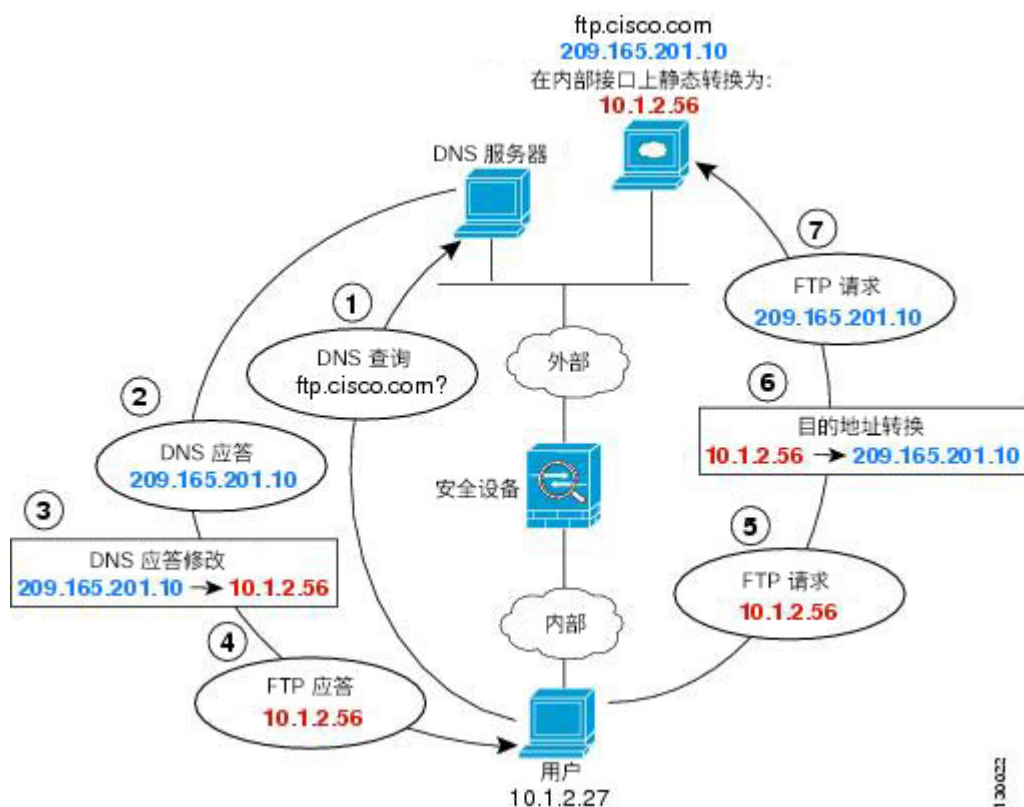 ftp.cisco.com
209.165.201.10
在内部接口上静态转换为:
10.1.2.56
DNS 服务器
7
FTP 请求
209.165.201.10
1
DNS 查询
ftp.cisco.com?
外部
2
DNS 应答
209.165.201.10
6
目的地址转换
10.1.2.56 → 209.165.201.10
安全设备
3
DNS 应答修改
209.165.201.10 → 10.1.2.56
5
FTP 请求
10.1.2.56
内部
4
FTP 应答
10.1.2.56
用户
10.1.2.27
130022